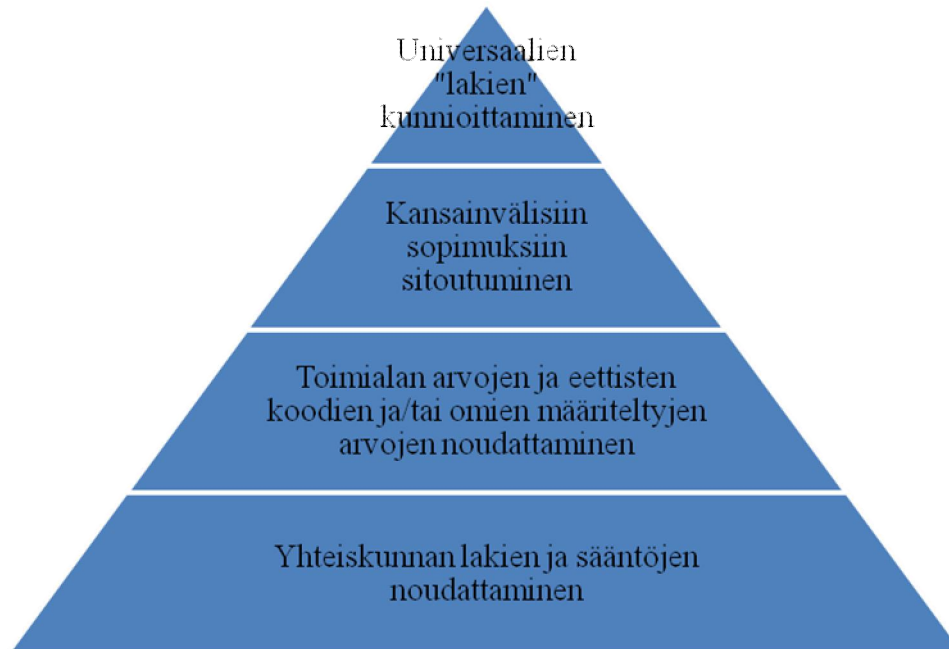 Universaalien
"lakien"
kunnioittaminen
Kansainvälisiin
sopimuksiin
sitoutuminen
Toimialan arvojen ja eettisten
koodien ja/tai omien määriteltyjen
arvojen noudattaminen
Yhteiskunnan lakien ja sääntöjen
noudattaminen